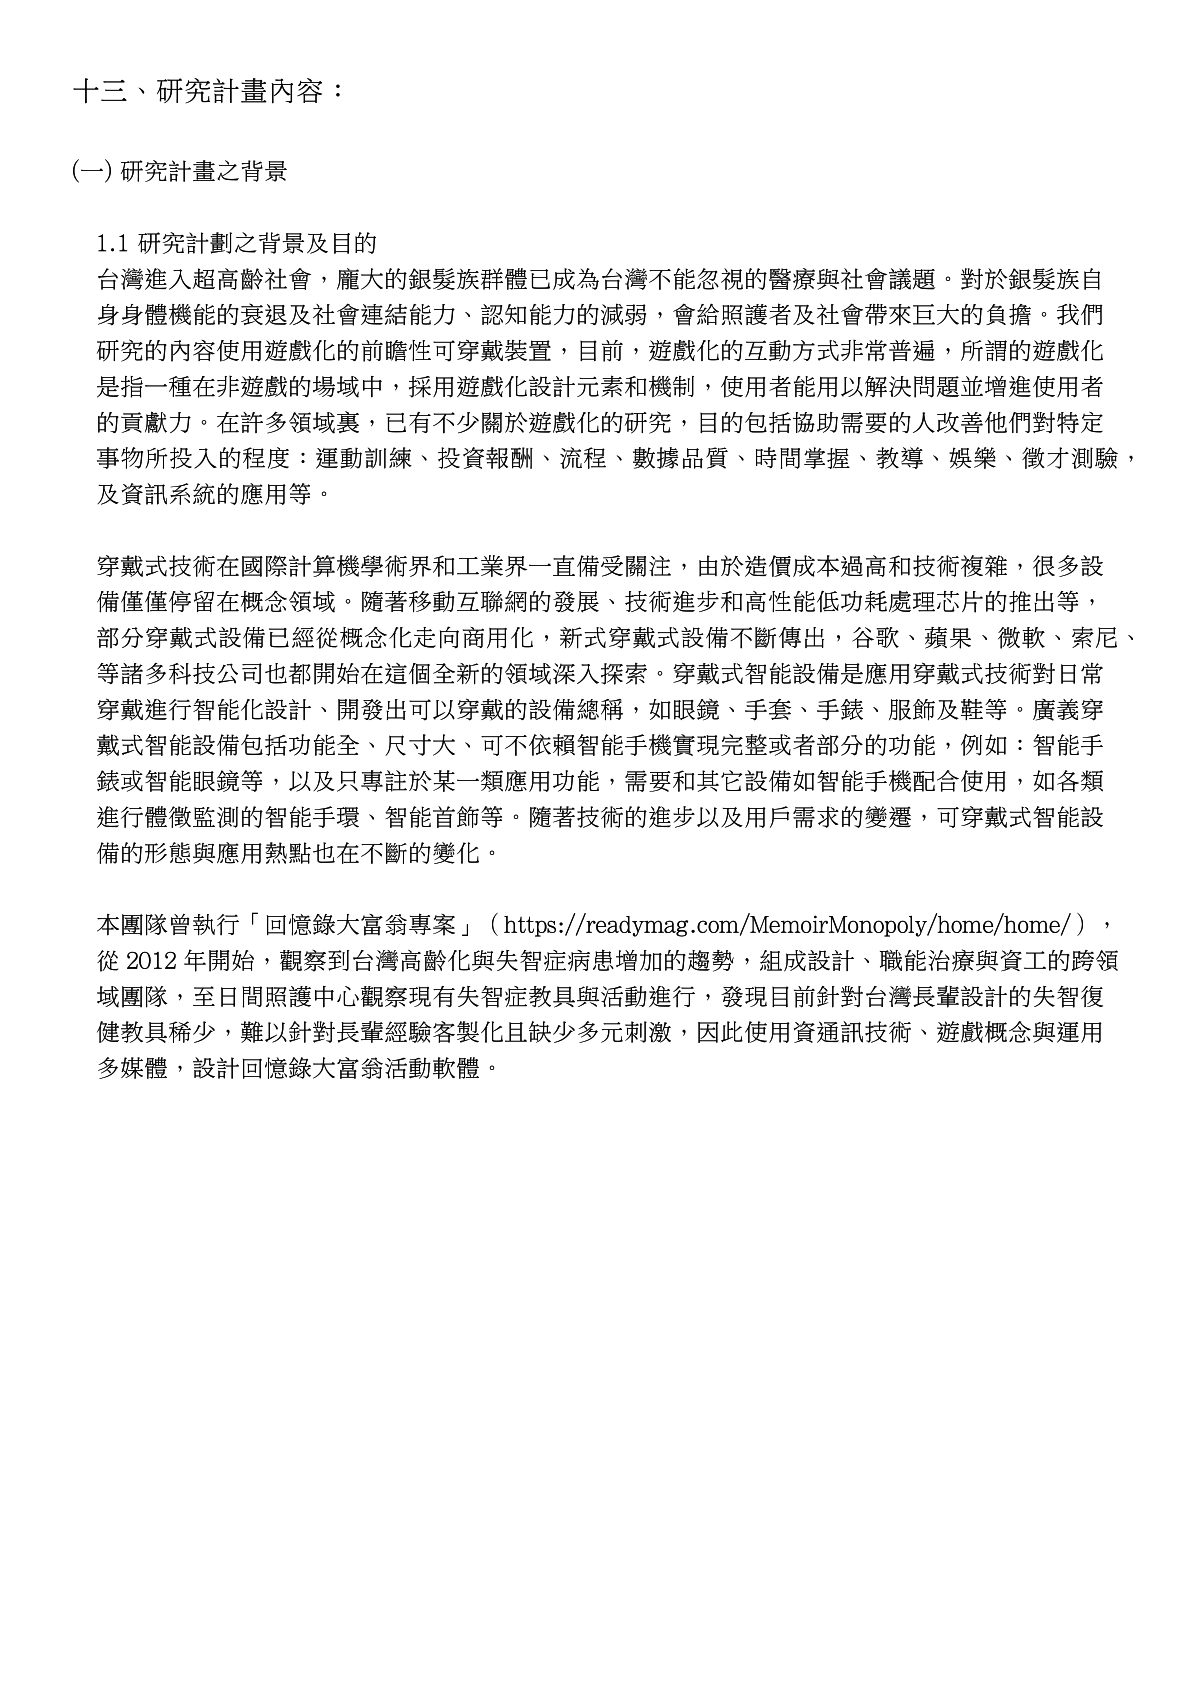 十三、研究計畫內容：
(一) 研究計畫之背景
1.1 研究計劃之背景及目的
台灣進入超高齡社會，龐大的銀髮族群體已成為台灣不能忽視的醫療與社會議題。對於銀髮族自
身身體機能的衰退及社會連結能力、認知能力的減弱，會給照護者及社會帶來巨大的負擔。我們
研究的內容使用遊戲化的前瞻性可穿戴裝置，目前，遊戲化的互動方式非常普遍，所謂的遊戲化
是指一種在非遊戲的場域中，採用遊戲化設計元素和機制，使用者能用以解決問題並增進使用者
的貢獻力。在許多領域裏，已有不少關於遊戲化的研究，目的包括協助需要的人改善他們對特定
事物所投入的程度：運動訓練、投資報酬、流程、數據品質、時間掌握、教導、娛樂、徵才測驗，
及資訊系統的應用等。
穿戴式技術在國際計算機學術界和工業界一直備受關注，由於造價成本過高和技術複雜，很多設
備僅僅停留在概念領域。隨著移動互聯網的發展、技術進步和高性能低功耗處理芯片的推出等，
部分穿戴式設備已經從概念化走向商用化，新式穿戴式設備不斷傳出，谷歌、蘋果、微軟、索尼、
等諸多科技公司也都開始在這個全新的領域深入探索。穿戴式智能設備是應用穿戴式技術對日常
穿戴進行智能化設計、開發出可以穿戴的設備總稱，如眼鏡、手套、手錶、服飾及鞋等。廣義穿
戴式智能設備包括功能全、尺寸大、可不依賴智能手機實現完整或者部分的功能，例如：智能手
錶或智能眼鏡等，以及只專註於某一類應用功能，需要和其它設備如智能手機配合使用，如各類
進行體徵監測的智能手環、智能首飾等。隨著技術的進步以及用戶需求的變遷，可穿戴式智能設
備的形態與應用熱點也在不斷的變化。
本團隊曾執行「回憶錄大富翁專案」（https://readymag.com/MemoirMonopoly/home/home/），
從 2012 年開始，觀察到台灣高齡化與失智症病患增加的趨勢，組成設計、職能治療與資工的跨領
域團隊，至日間照護中心觀察現有失智症教具與活動進行，發現目前針對台灣長輩設計的失智復
健教具稀少，難以針對長輩經驗客製化且缺少多元刺激，因此使用資通訊技術、遊戲概念與運用
多媒體，設計回憶錄大富翁活動軟體。